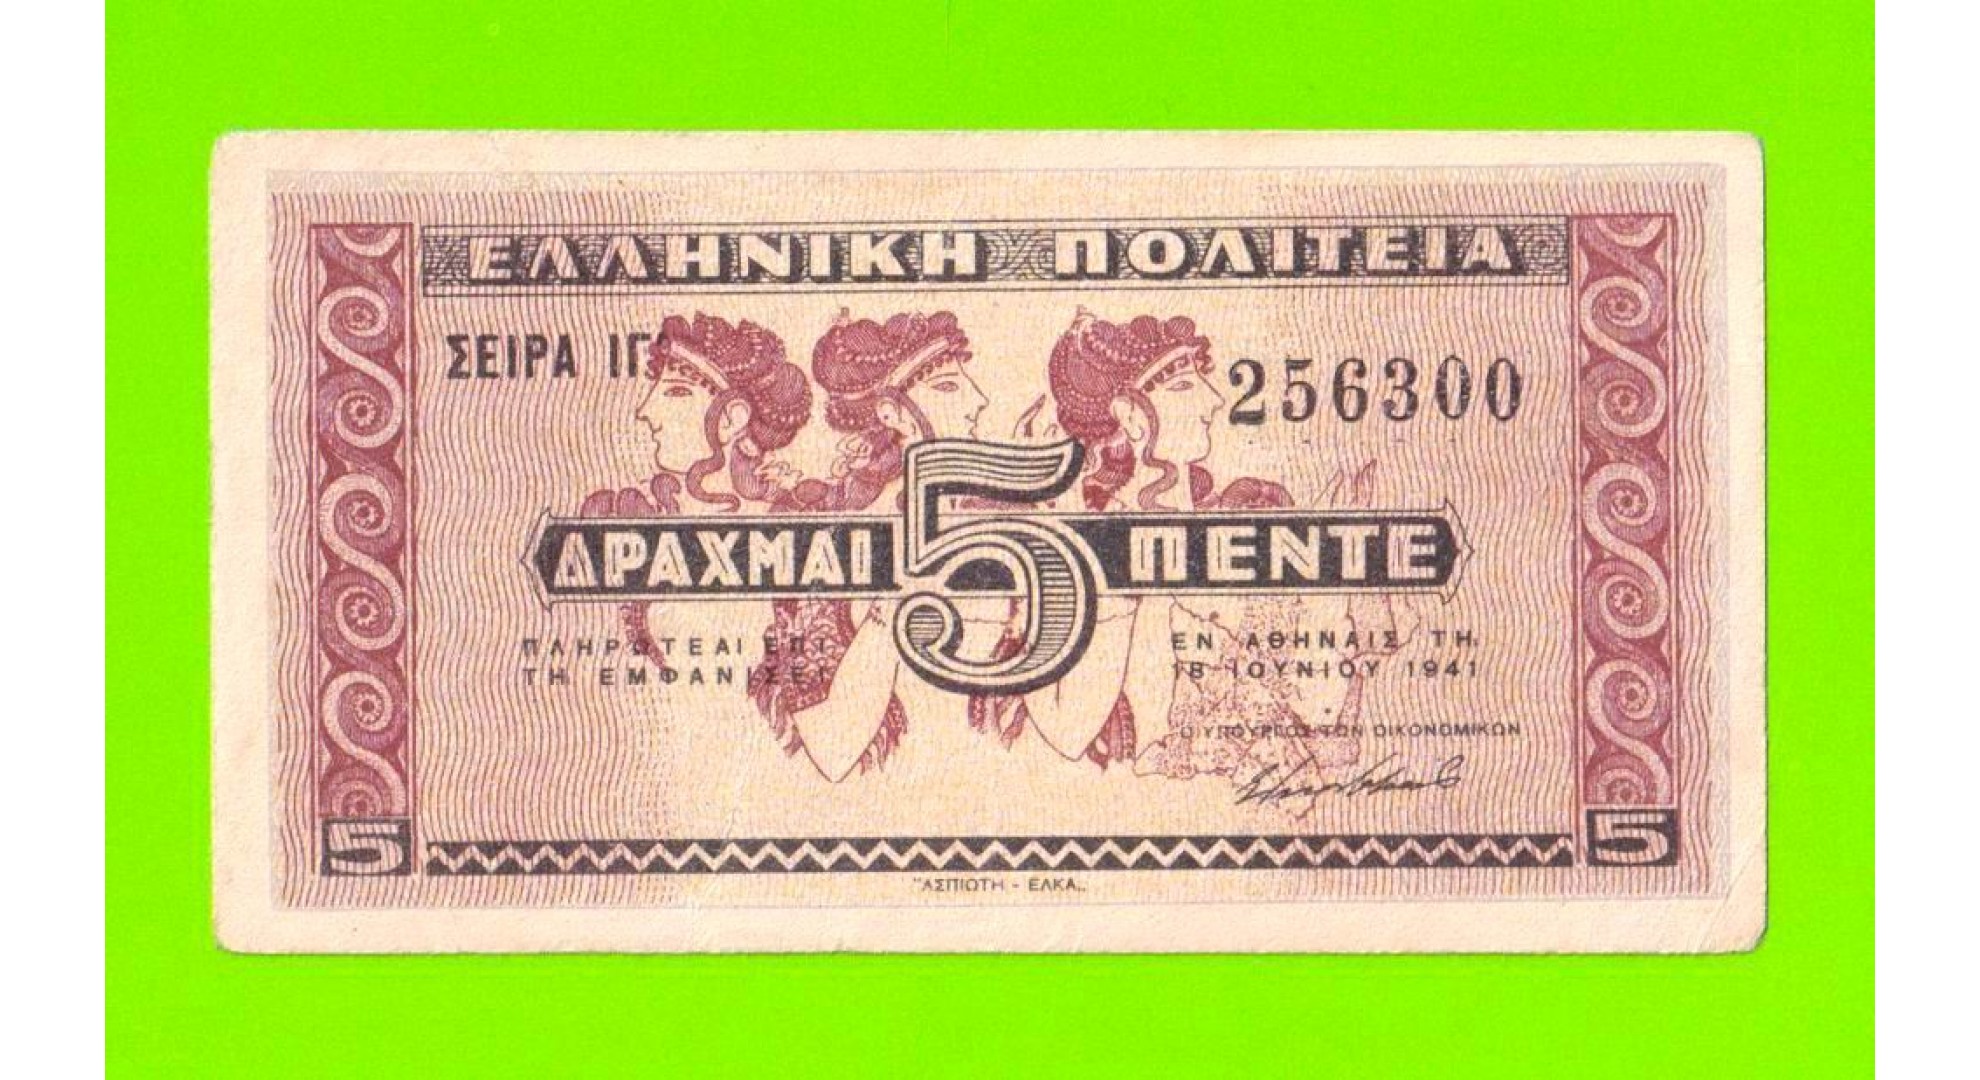 ΕΛΛΗΝΙΚΗ ΠΟΛΙΤΕΙΑ
ΣΕΙΡΑ ΙΓ
256300
ΔΡΑΧΜΑΙ 5 ΠΕΝΤΕ
ΠΛΗΡΩΤΕΑΙ ΕΠΙ
ΤΗ ΕΜΦΑΝΙΣΕΙ
ΕΝ ΑΘΗΝΑΙΣ ΤΗ
18 ΙΟΥΝΙΟΥ 1941
Ο ΥΠΟΥΡΓΟΣ ΤΩΝ ΟΙΚΟΝΟΜΙΚΩΝ
5 5
"ΑΣΠΙΩΤΗ - ΕΛΚΑ„